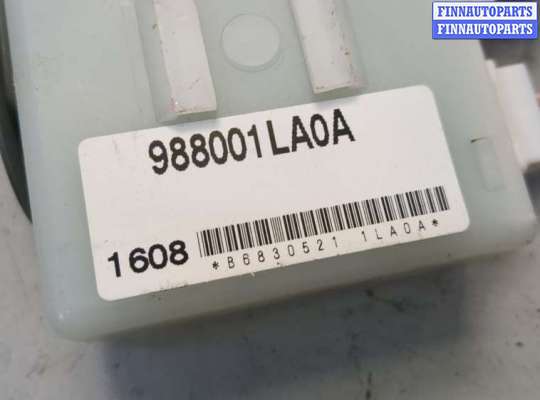 FINNAUTOPARTS
FINNAUTOPARTS
988001LA0A
1608
*B6830521 1LA0A*